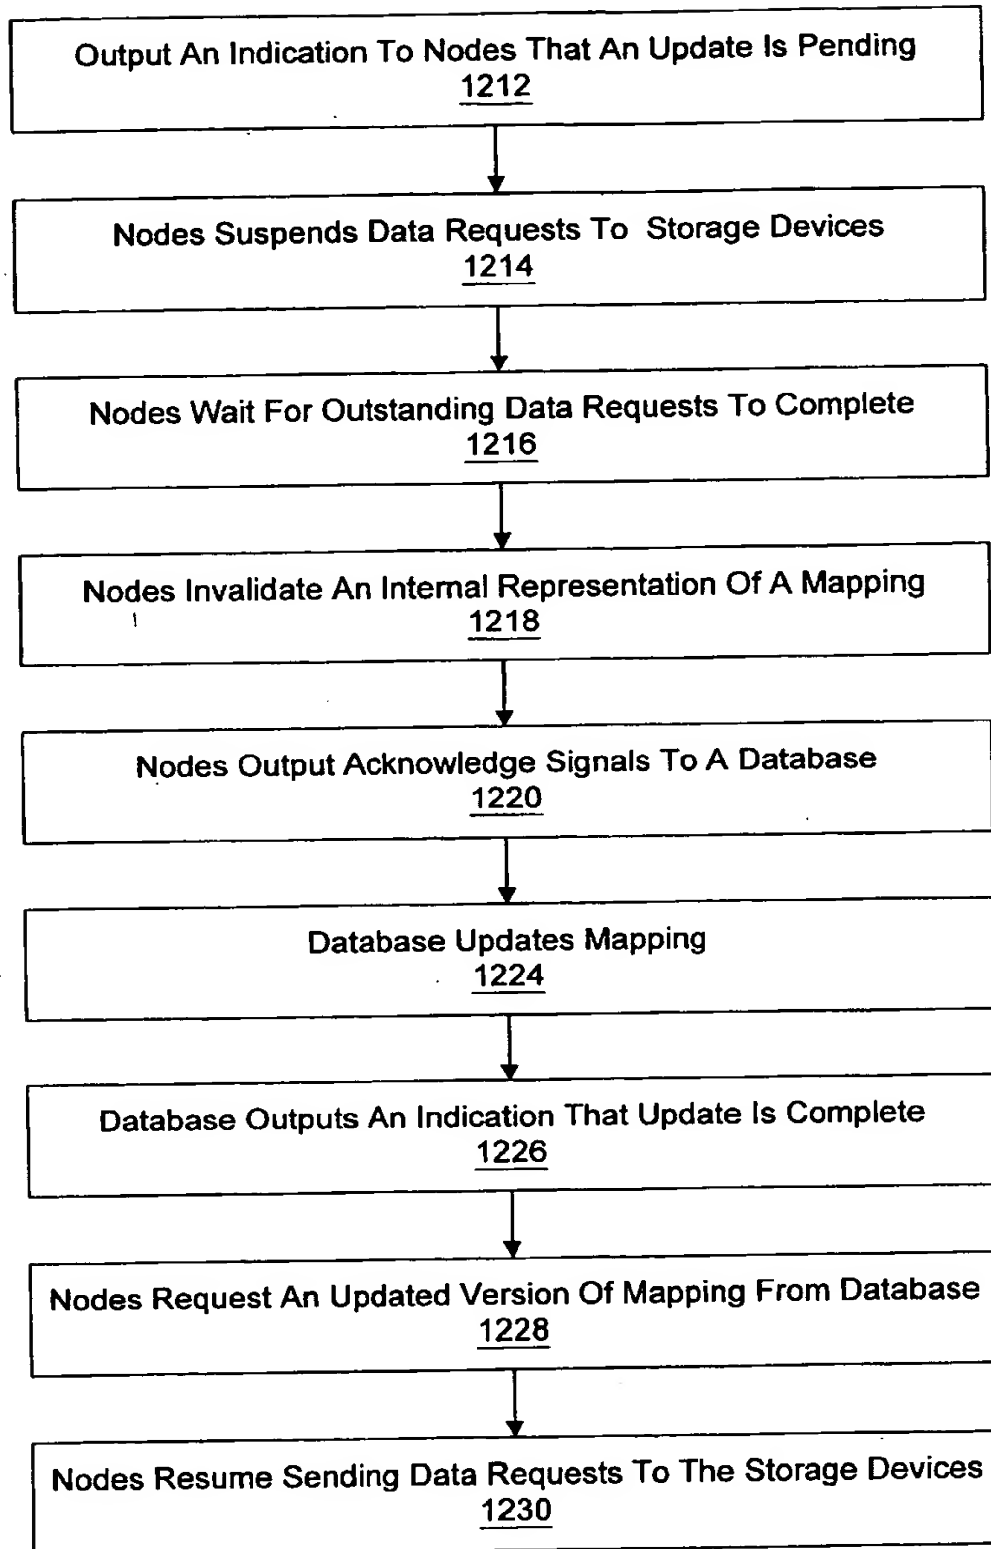 Output An Indication To Nodes That An Update Is Pending
1212
Nodes Suspends Data Requests To Storage Devices
1214
Nodes Wait For Outstanding Data Requests To Complete
1216
Nodes Invalidate An Internal Representation Of A Mapping
1218
Nodes Output Acknowledge Signals To A Database
1220
Database Updates Mapping
1224
Database Outputs An Indication That Update Is Complete
1226
Nodes Request An Updated Version Of Mapping From Database
1228
Nodes Resume Sending Data Requests To The Storage Devices
1230